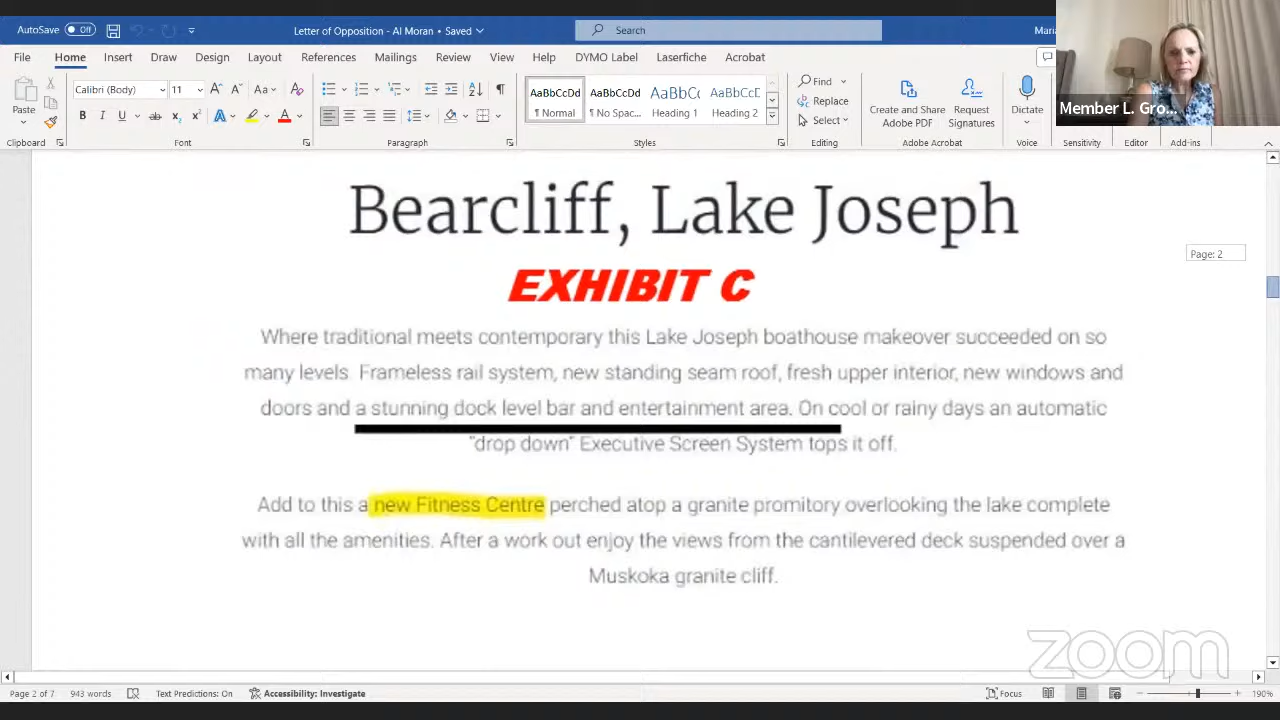 AutoSave Off
Letter of Opposition - Al Moran • Saved
Search
Maria
File Home Insert Draw Design Layout References Mailings Review View Help DYMO Label Laserfiche Acrobat
Paste
Calibri (Body) 11
AaBbCcDd AaBbCcDd AaBbCc AaBbCcE
¶ Normal ¶ No Spac... Heading 1 Heading 2
Find
Replace
Select
Create and Share Adobe PDF
Request Signatures
Dictate
Member L. Gro...
Clipboard Font Paragraph Styles Editing Adobe Acrobat Voice Sensitivity Editor Add-ins
Page: 2
Bearcliff, Lake Joseph
EXHIBIT C
Where traditional meets contemporary this Lake Joseph boathouse makeover succeeded on so
many levels. Frameless rail system, new standing seam roof, fresh upper interior, new windows and
doors and a stunning dock level bar and entertainment area. On cool or rainy days an automatic
"drop down" Executive Screen System tops it off.
Add to this a new Fitness Centre perched atop a granite promitory overlooking the lake complete
with all the amenities. After a work out enjoy the views from the cantilevered deck suspended over a
Muskoka granite cliff.
zoom
Page 2 of 7 943 words Text Predictions: On Accessibility: Investigate Focus 190%